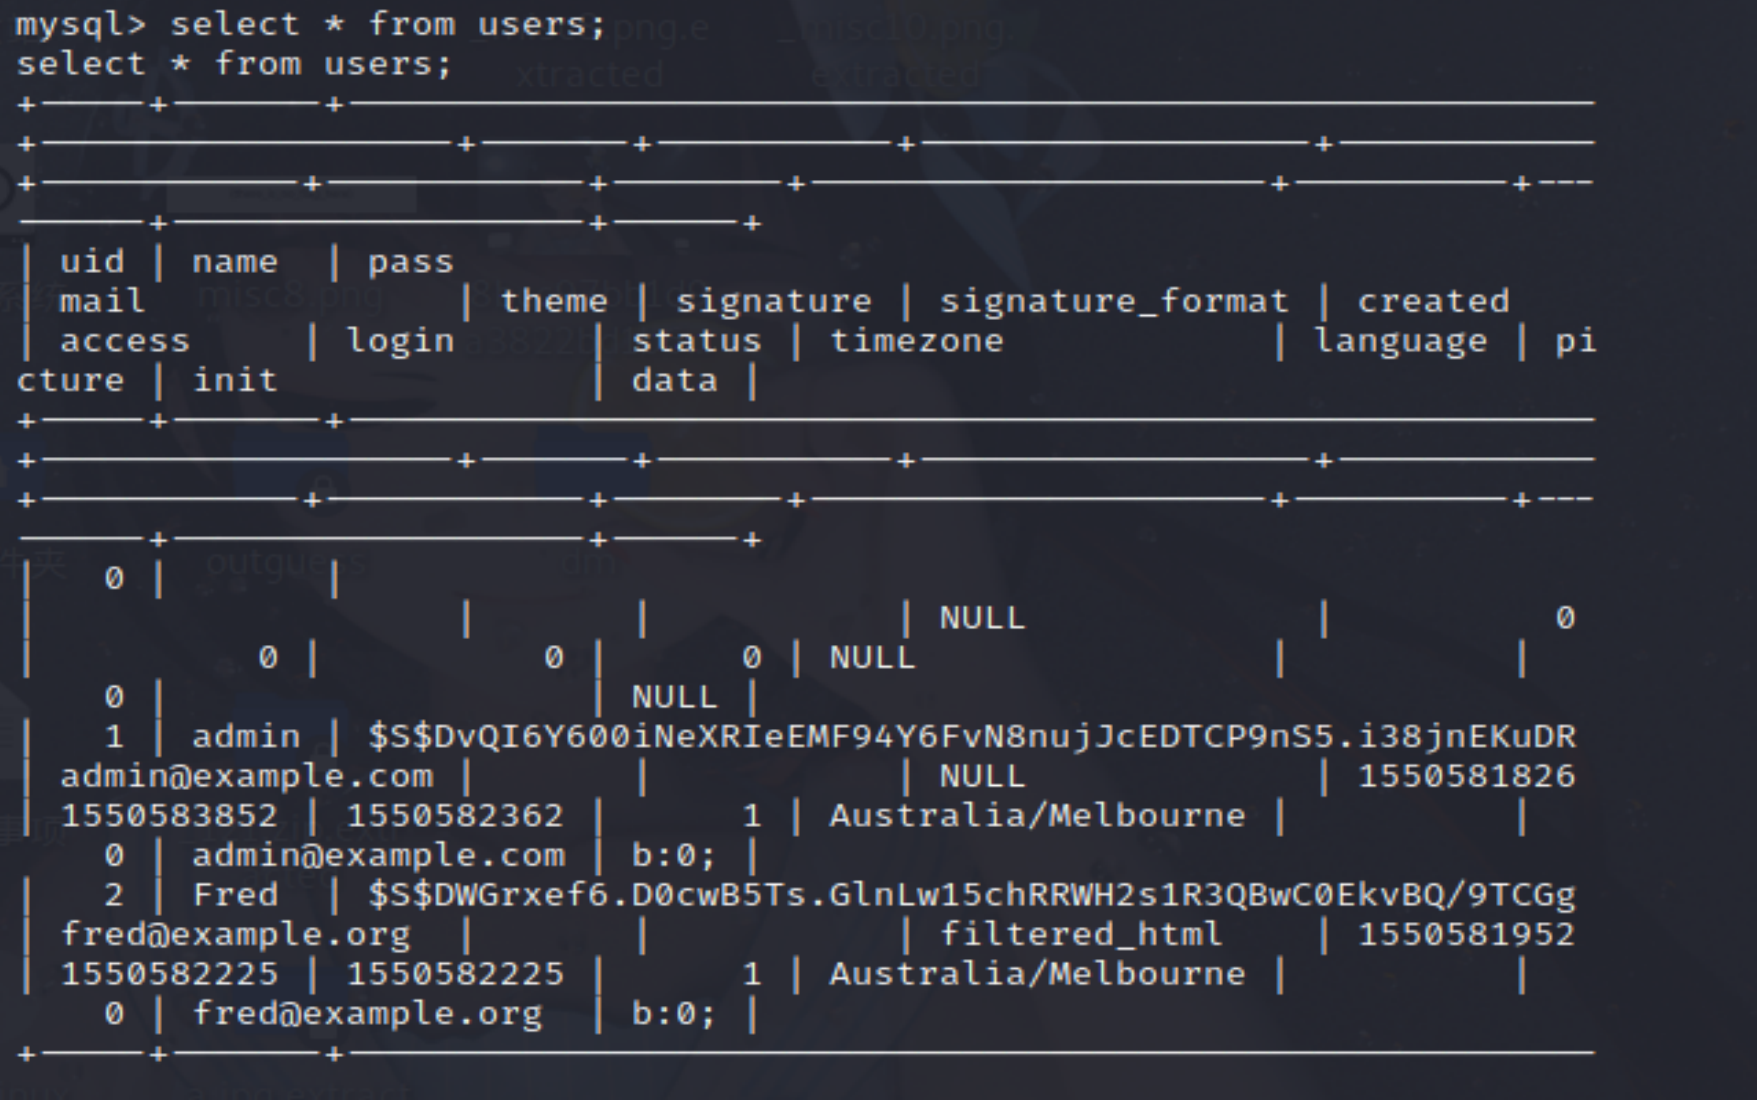 mysql> select * from users;
select * from users;
+------+--------+---------------------------------------------------------
+-------------------+-------+-----------+------------------+------------
+------------+------------+--------+---------------------+----------+---
------+-------------------+------+
| uid | name | pass
| mail | theme | signature | signature_format | created
| access | login | status | timezone | language | pi
cture | init | data |
+------+--------+---------------------------------------------------------
+-------------------+-------+-----------+------------------+------------
+------------+------------+--------+---------------------+----------+---
------+-------------------+------+
| 0 | |
| | | | NULL | 0
| 0 | 0 | 0 | NULL | |
0 | | NULL |
| 1 | admin | $S$DvQI6Y600iNeXRIeEMF94Y6FvN8nujJcEDTCP9nS5.i38jnEKuDR
| admin@example.com | | | NULL | 1550581826
| 1550583852 | 1550582362 | 1 | Australia/Melbourne | |
0 | admin@example.com | b:0; |
| 2 | Fred | $S$DWGrxef6.D0cwB5Ts.GlnLw15chRRWH2s1R3QBwC0EkvBQ/9TCGg
| fred@example.org | | | filtered_html | 1550581952
| 1550582225 | 1550582225 | 1 | Australia/Melbourne | |
0 | fred@example.org | b:0; |
+------+--------+---------------------------------------------------------